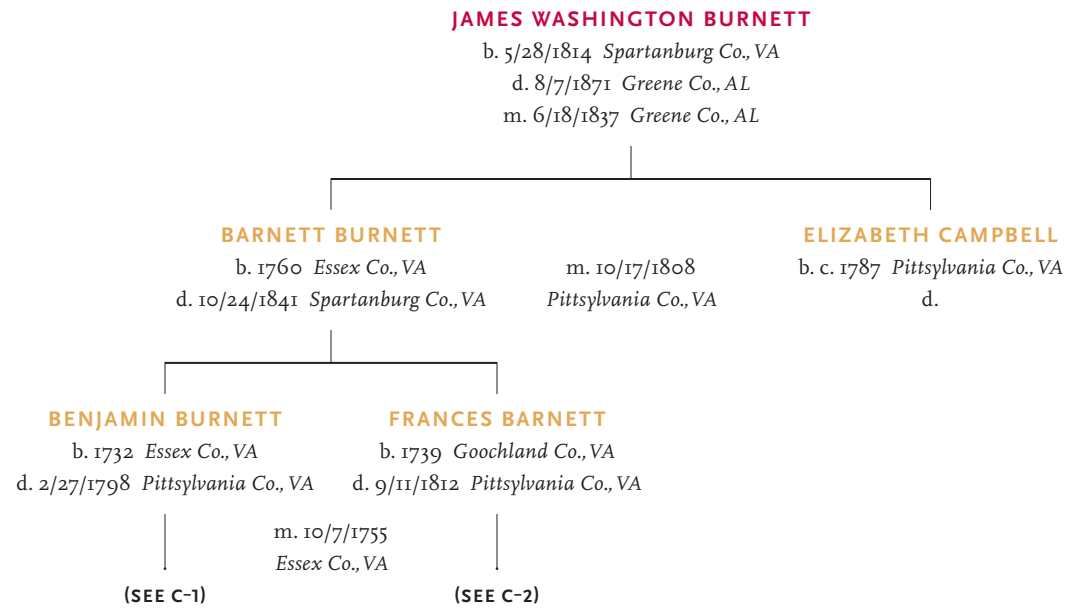 JAMES WASHINGTON BURNETT
b. 5/28/1814 Spartanburg Co., VA
d. 8/7/1871 Greene Co., AL
m. 6/18/1837 Greene Co., AL
BARNETT BURNETT
b. 1760 Essex Co., VA
d. 10/24/1841 Spartanburg Co., VA
m. 10/17/1808
Pittsylvania Co., VA
ELIZABETH CAMPBELL
b. c. 1787 Pittsylvania Co., VA
d.
BENJAMIN BURNETT
b. 1732 Essex Co., VA
d. 2/27/1798 Pittsylvania Co., VA
FRANCES BARNETT
b. 1739 Goochland Co., VA
d. 9/11/1812 Pittsylvania Co., VA
m. 10/7/1755
Essex Co., VA
(SEE C-1)
(SEE C-2)